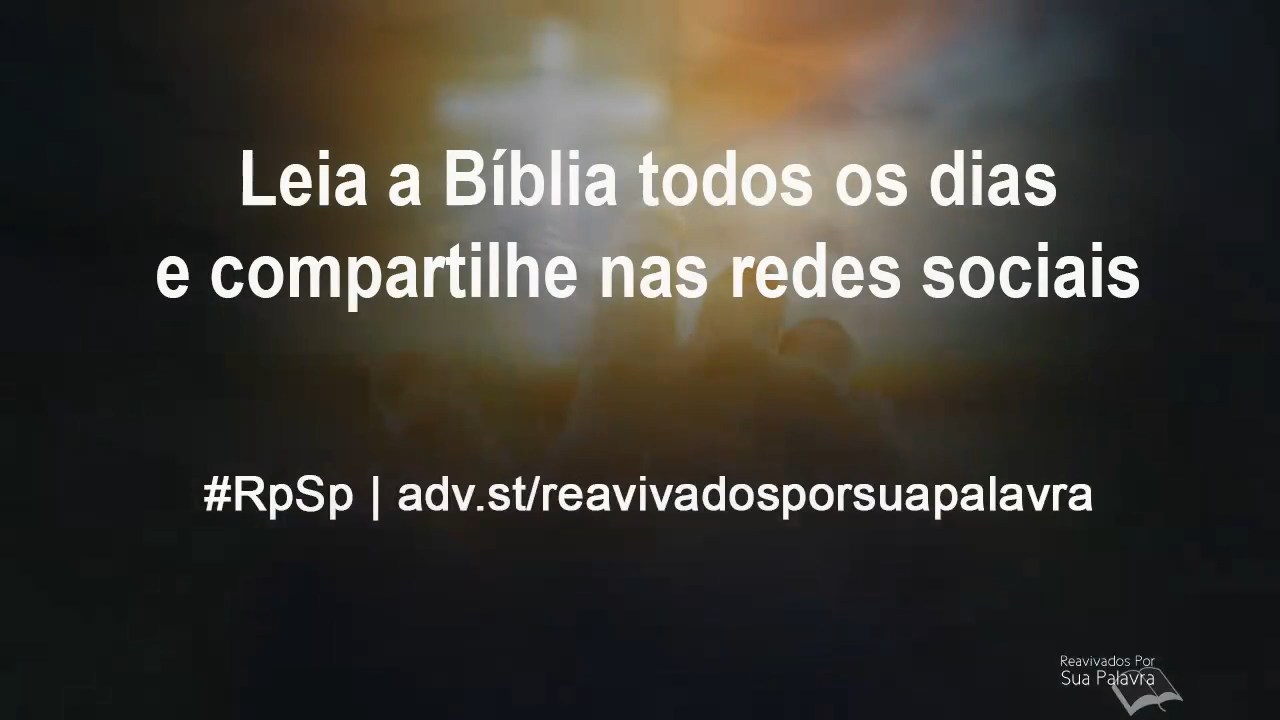 Leia a Bíblia todos os dias
e compartilhe nas redes sociais
#RpSp | adv.st/reavivadosporsuapalavra
Reavivados Por
Sua Palavra